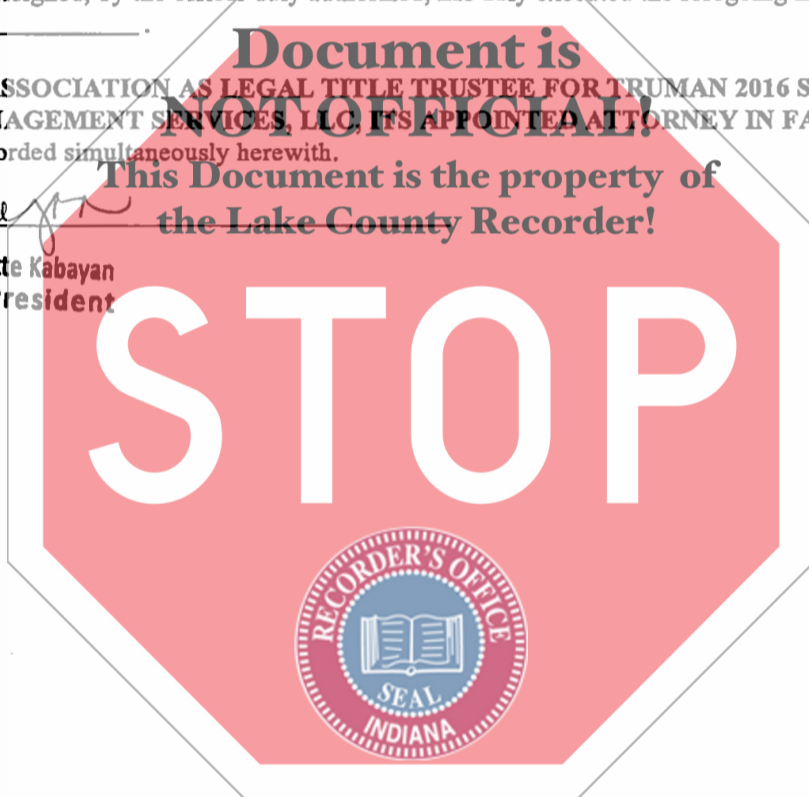 Document is
SSOCIATION AS LEGAL TITLE TRUSTEE FOR TRUMAN 2016 S
NOT OFFICIAL!
AGEMENT SERVICES, LLC, ITS APPOINTED ATTORNEY IN FA
orded simultaneously herewith.
This Document is the property of
the Lake County Recorder!
te Kabayan
resident
STOP
RECORDER'S OFFICE
SEAL
INDIANA